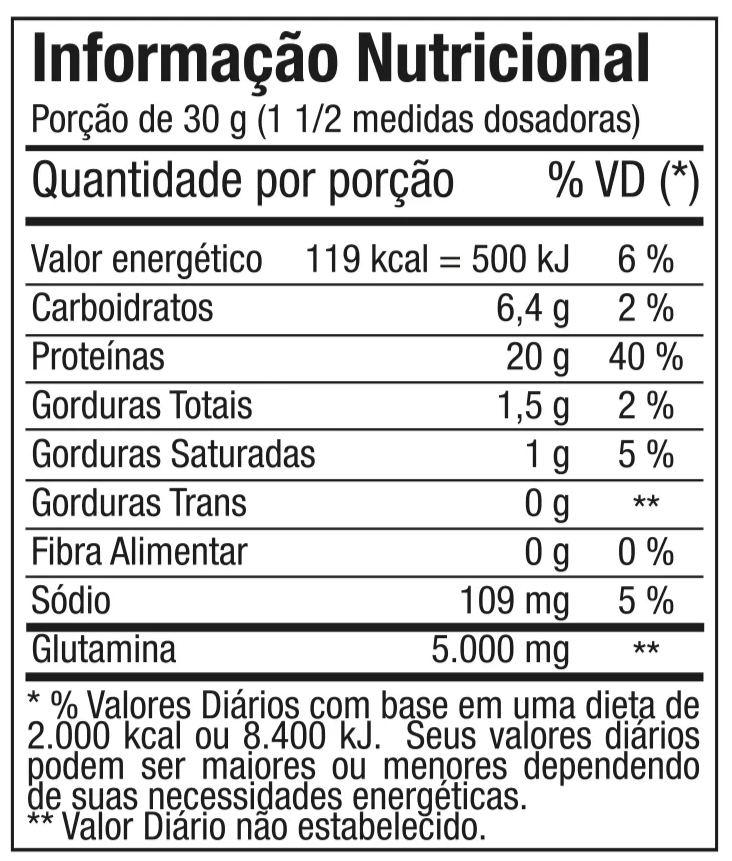 Informação Nutricional
Porção de 30 g (1 1/2 medidas dosadoras)
Quantidade por porção % VD (*)
Valor energético 119 kcal = 500 kJ 6 %
Carboidratos 6,4 g 2 %
Proteínas 20 g 40 %
Gorduras Totais 1,5 g 2 %
Gorduras Saturadas 1 g 5 %
Gorduras Trans 0 g **
Fibra Alimentar 0 g 0 %
Sódio 109 mg 5 %
Glutamina 5.000 mg **
* % Valores Diários com base em uma dieta de
2.000 kcal ou 8.400 kJ. Seus valores diários
podem ser maiores ou menores dependendo
de suas necessidades energéticas.
** Valor Diário não estabelecido.